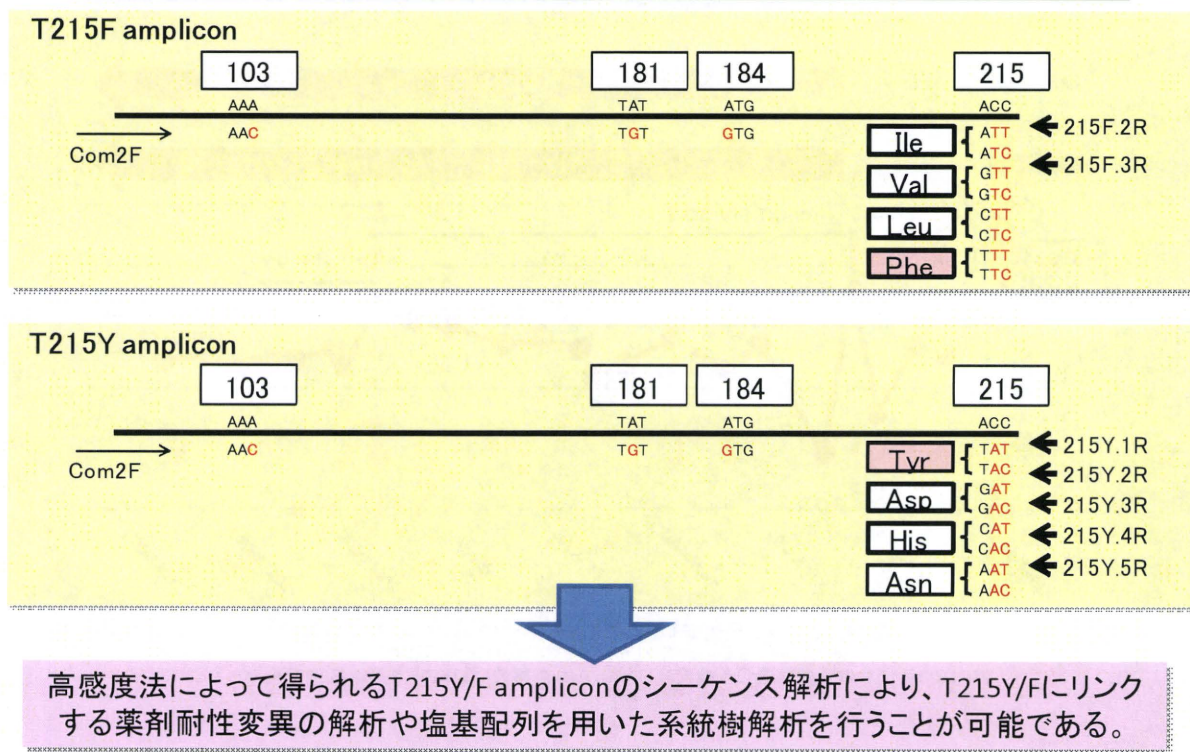 T215F amplicon
103 181 184 215
AAA TAT ATG ACC
AAC TGT GTG
Com2F
Ile ATT 215F.2R
ATC
Val GTT 215F.3R
GTC
Leu CTT
CTC
Phe TTT
TTC
T215Y amplicon
103 181 184 215
AAA TAT ATG ACC
AAC TGT GTG
Com2F
Tyr TAT 215Y.1R
TAC 215Y.2R
Asp GAT
GAC 215Y.3R
His CAT 215Y.4R
CAC
Asn AAT 215Y.5R
AAC
高感度法によって得られるT215Y/F ampliconのシーケンス解析により、T215Y/Fにリンク
する薬剤耐性変異の解析や塩基配列を用いた系統樹解析を行うことが可能である。